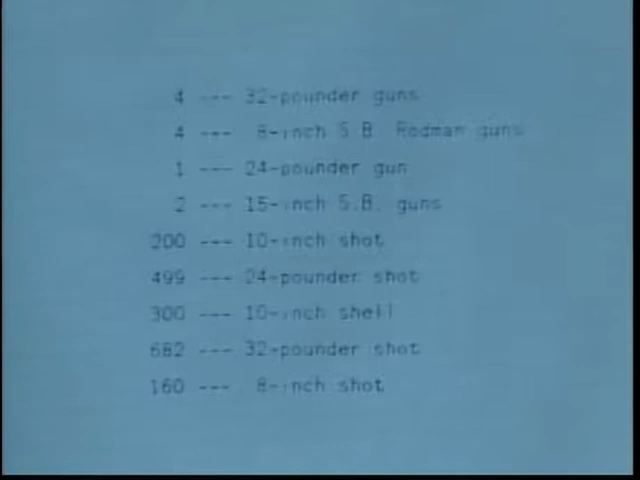 4 --- 32-pounder guns
4 --- 8-inch S.B. Rodman guns
1 --- 24-pounder gun
2 --- 15-inch S.B. guns
200 --- 10-inch shot
499 --- 24-pounder shot
300 --- 10-inch shell
682 --- 32-pounder shot
160 --- 8-inch shot